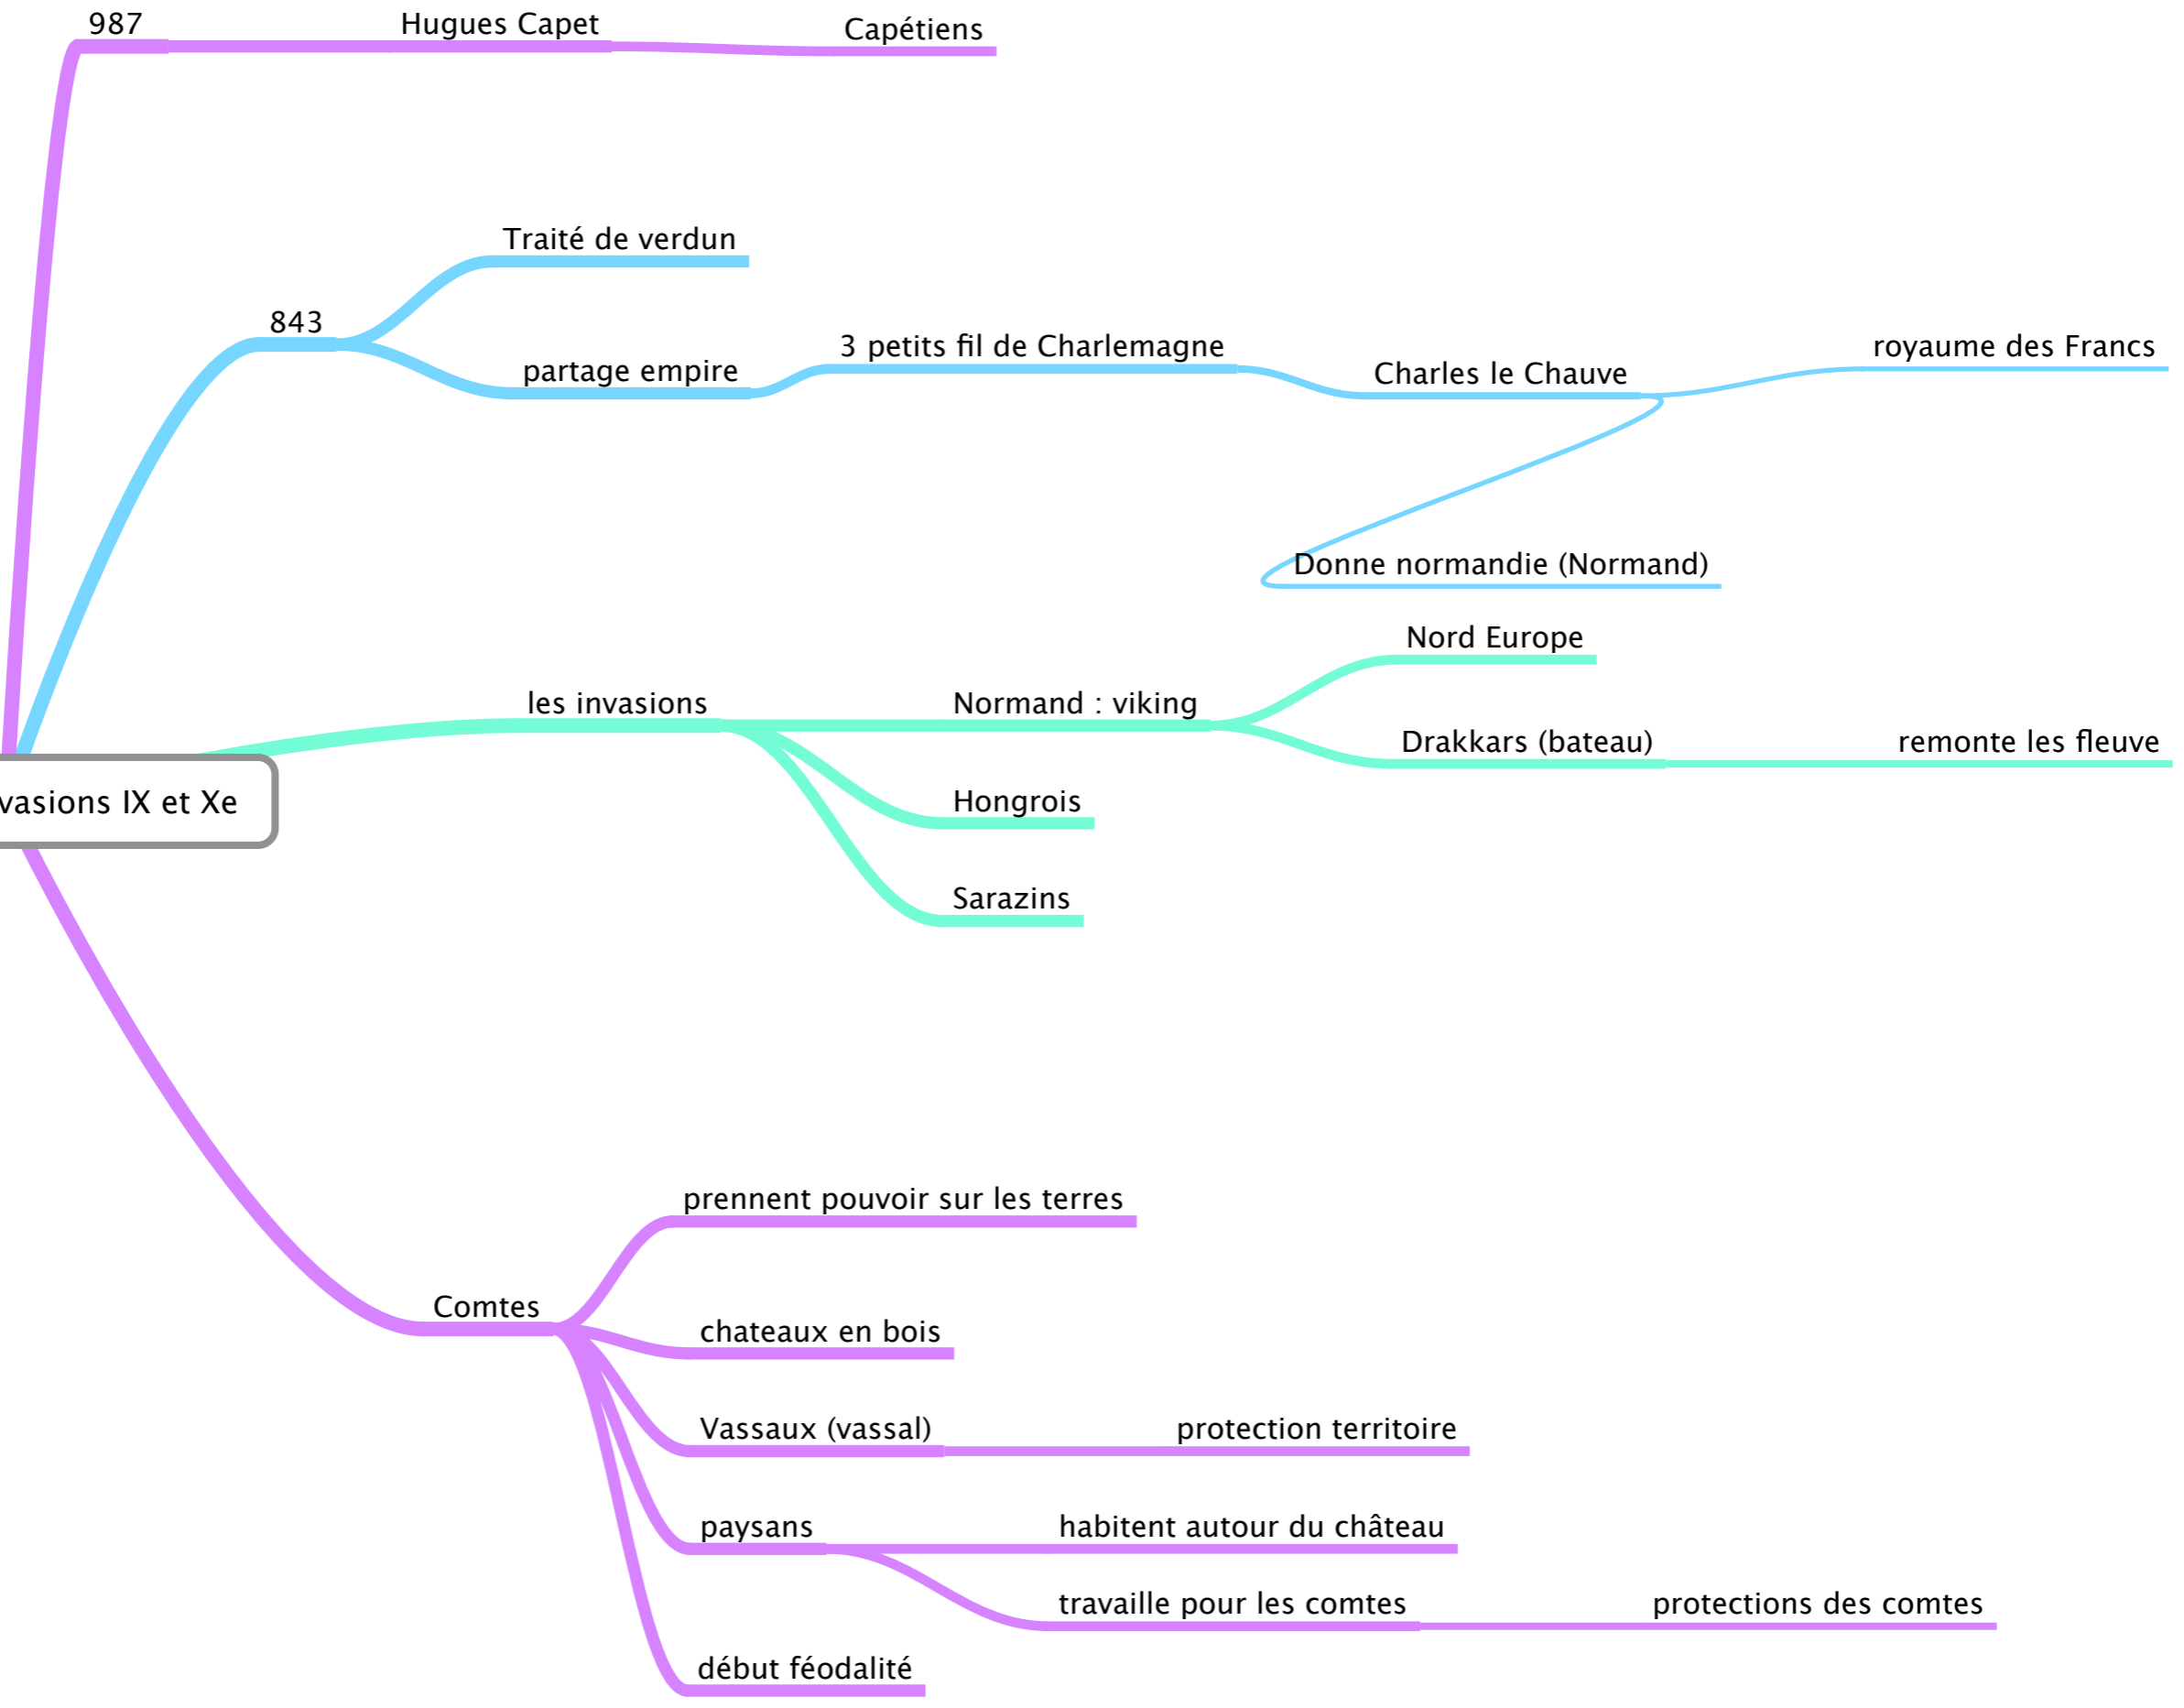 987
Hugues Capet
Capétiens
843
Traité de verdun
partage empire
3 petits fil de Charlemagne
Charles le Chauve
royaume des Francs
Donne normandie (Normand)
les invasions
Normand : viking
Nord Europe
Drakkars (bateau)
remonte les fleuve
Hongrois
Sarazins
vasions IX et Xe
Comtes
prennent pouvoir sur les terres
chateaux en bois
Vassaux (vassal)
protection territoire
paysans
habitent autour du château
travaille pour les comtes
protections des comtes
début féodalité